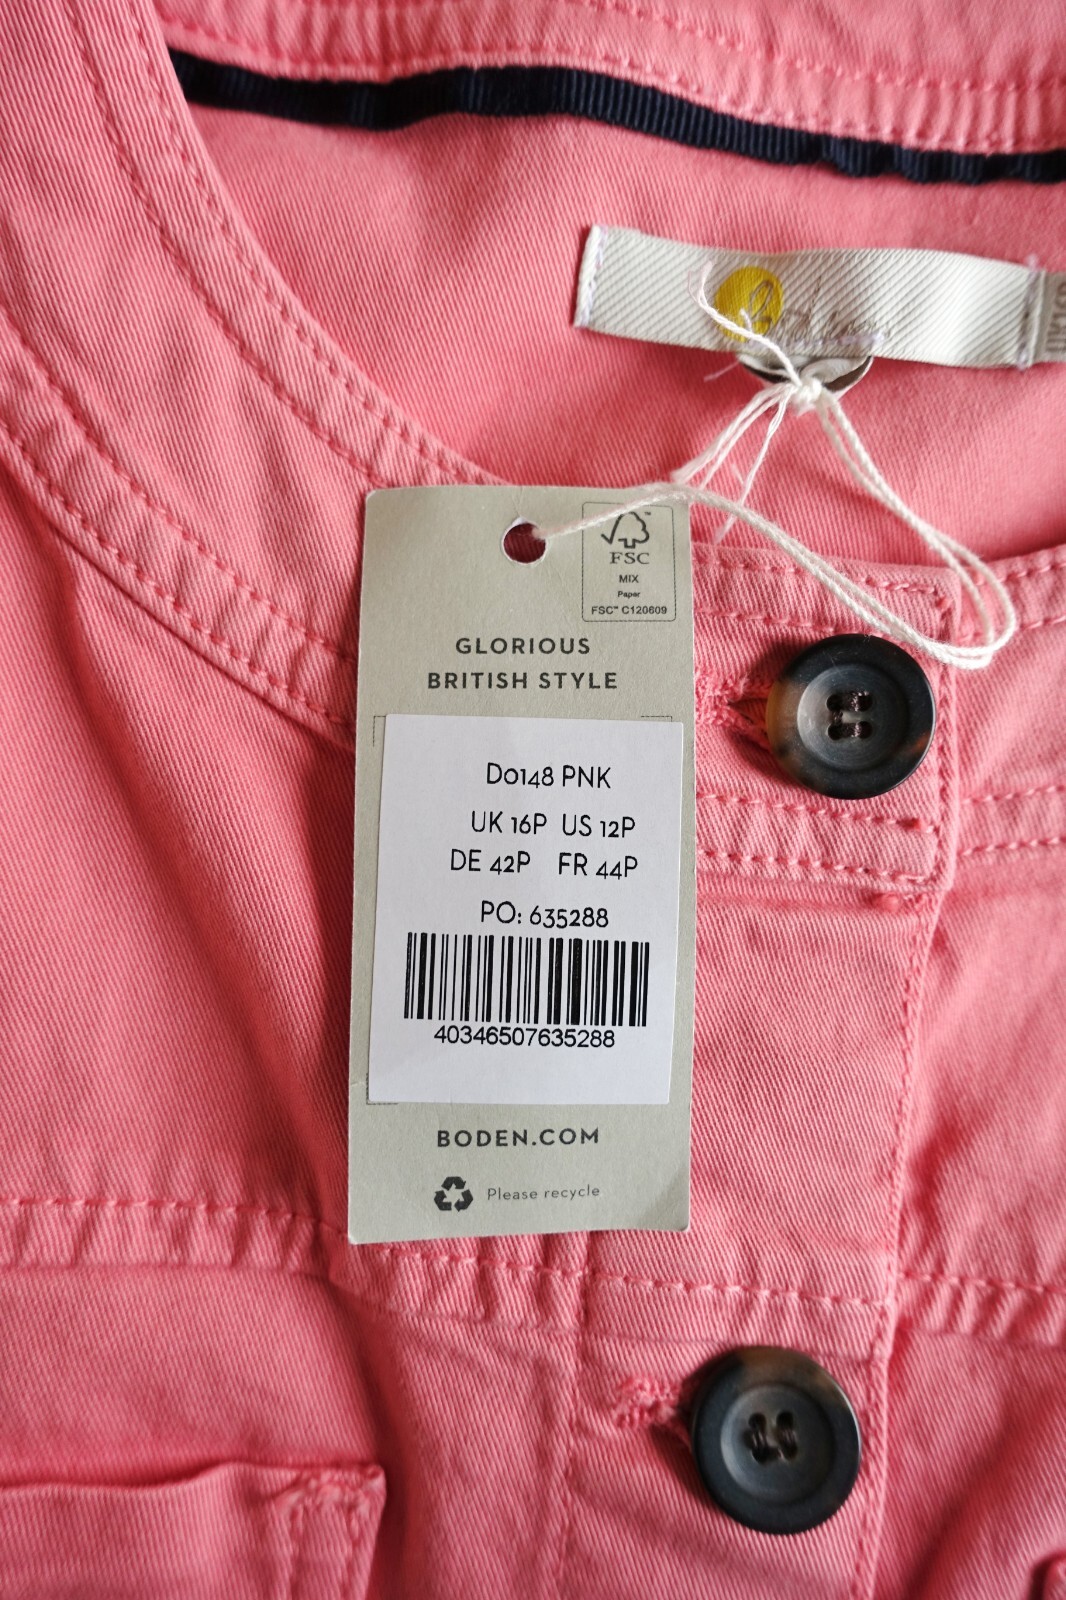 FSC
MIX
Paper
FSC™ C120609
GLORIOUS
BRITISH STYLE
D0148 PNK
UK 16P US 12P
DE 42P FR 44P
PO: 635288
40346507635288
BODEN.COM
Please recycle